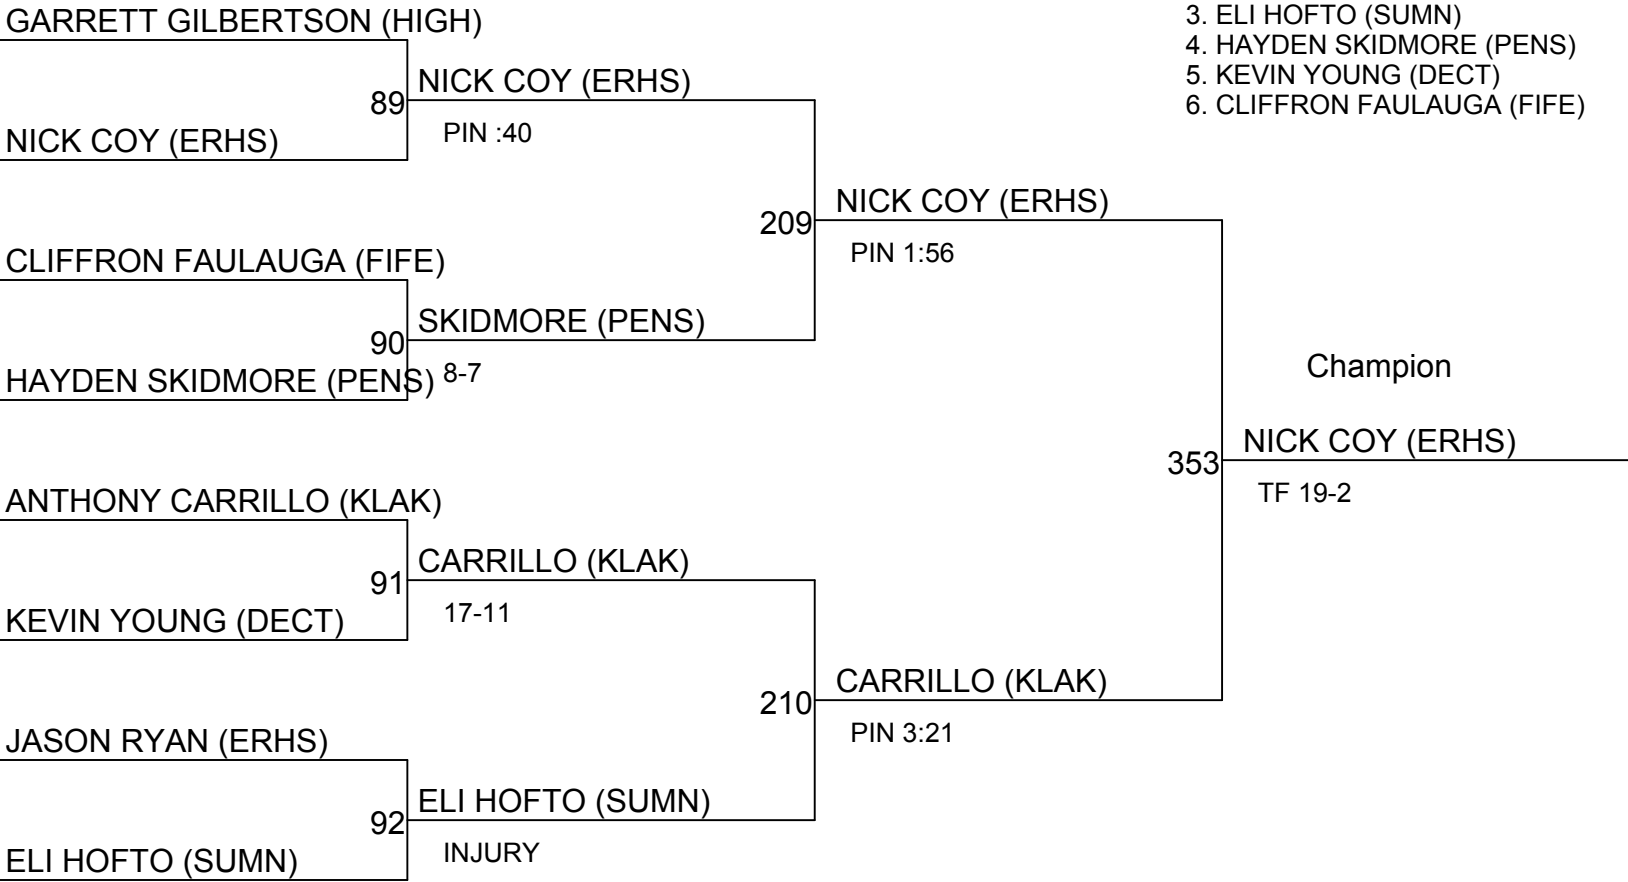 GARRETT GILBERTSON (HIGH)
89
NICK COY (ERHS)
NICK COY (ERHS)
PIN :40
CLIFFRON FAULAUGA (FIFE)
90
HAYDEN SKIDMORE (PENS)
SKIDMORE (PENS)
8-7
209
NICK COY (ERHS)
PIN 1:56
ANTHONY CARRILLO (KLAK)
91
KEVIN YOUNG (DECT)
CARRILLO (KLAK)
17-11
JASON RYAN (ERHS)
92
ELI HOFTO (SUMN)
ELI HOFTO (SUMN)
INJURY
210
CARRILLO (KLAK)
PIN 3:21
353
Champion
NICK COY (ERHS)
TF 19-2
3. ELI HOFTO (SUMN)
4. HAYDEN SKIDMORE (PENS)
5. KEVIN YOUNG (DECT)
6. CLIFFRON FAULAUGA (FIFE)